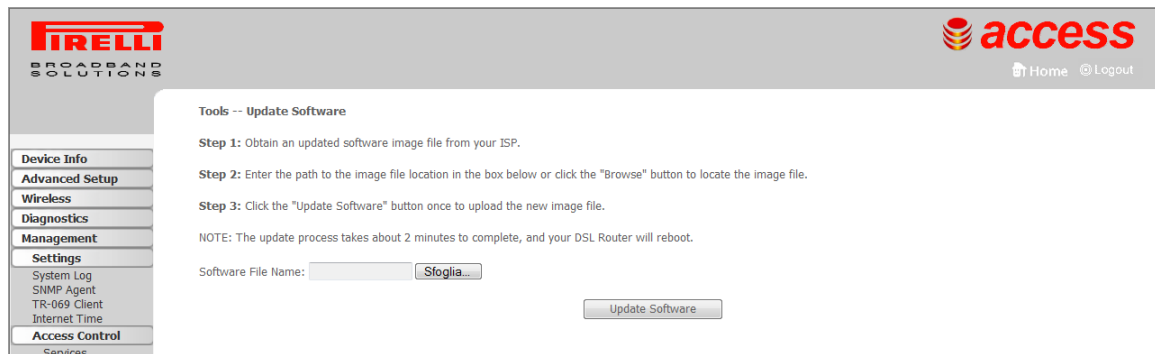 PIRELLI
BROADBAND
SOLUTIONS
access
Home Logout
Tools -- Update Software
Step 1: Obtain an updated software image file from your ISP.
Step 2: Enter the path to the image file location in the box below or click the "Browse" button to locate the image file.
Step 3: Click the "Update Software" button once to upload the new image file.
NOTE: The update process takes about 2 minutes to complete, and your DSL Router will reboot.
Software File Name: Sfoglia...
Update Software
Device Info
Advanced Setup
Wireless
Diagnostics
Management
Settings
System Log
SNMP Agent
TR-069 Client
Internet Time
Access Control
Services